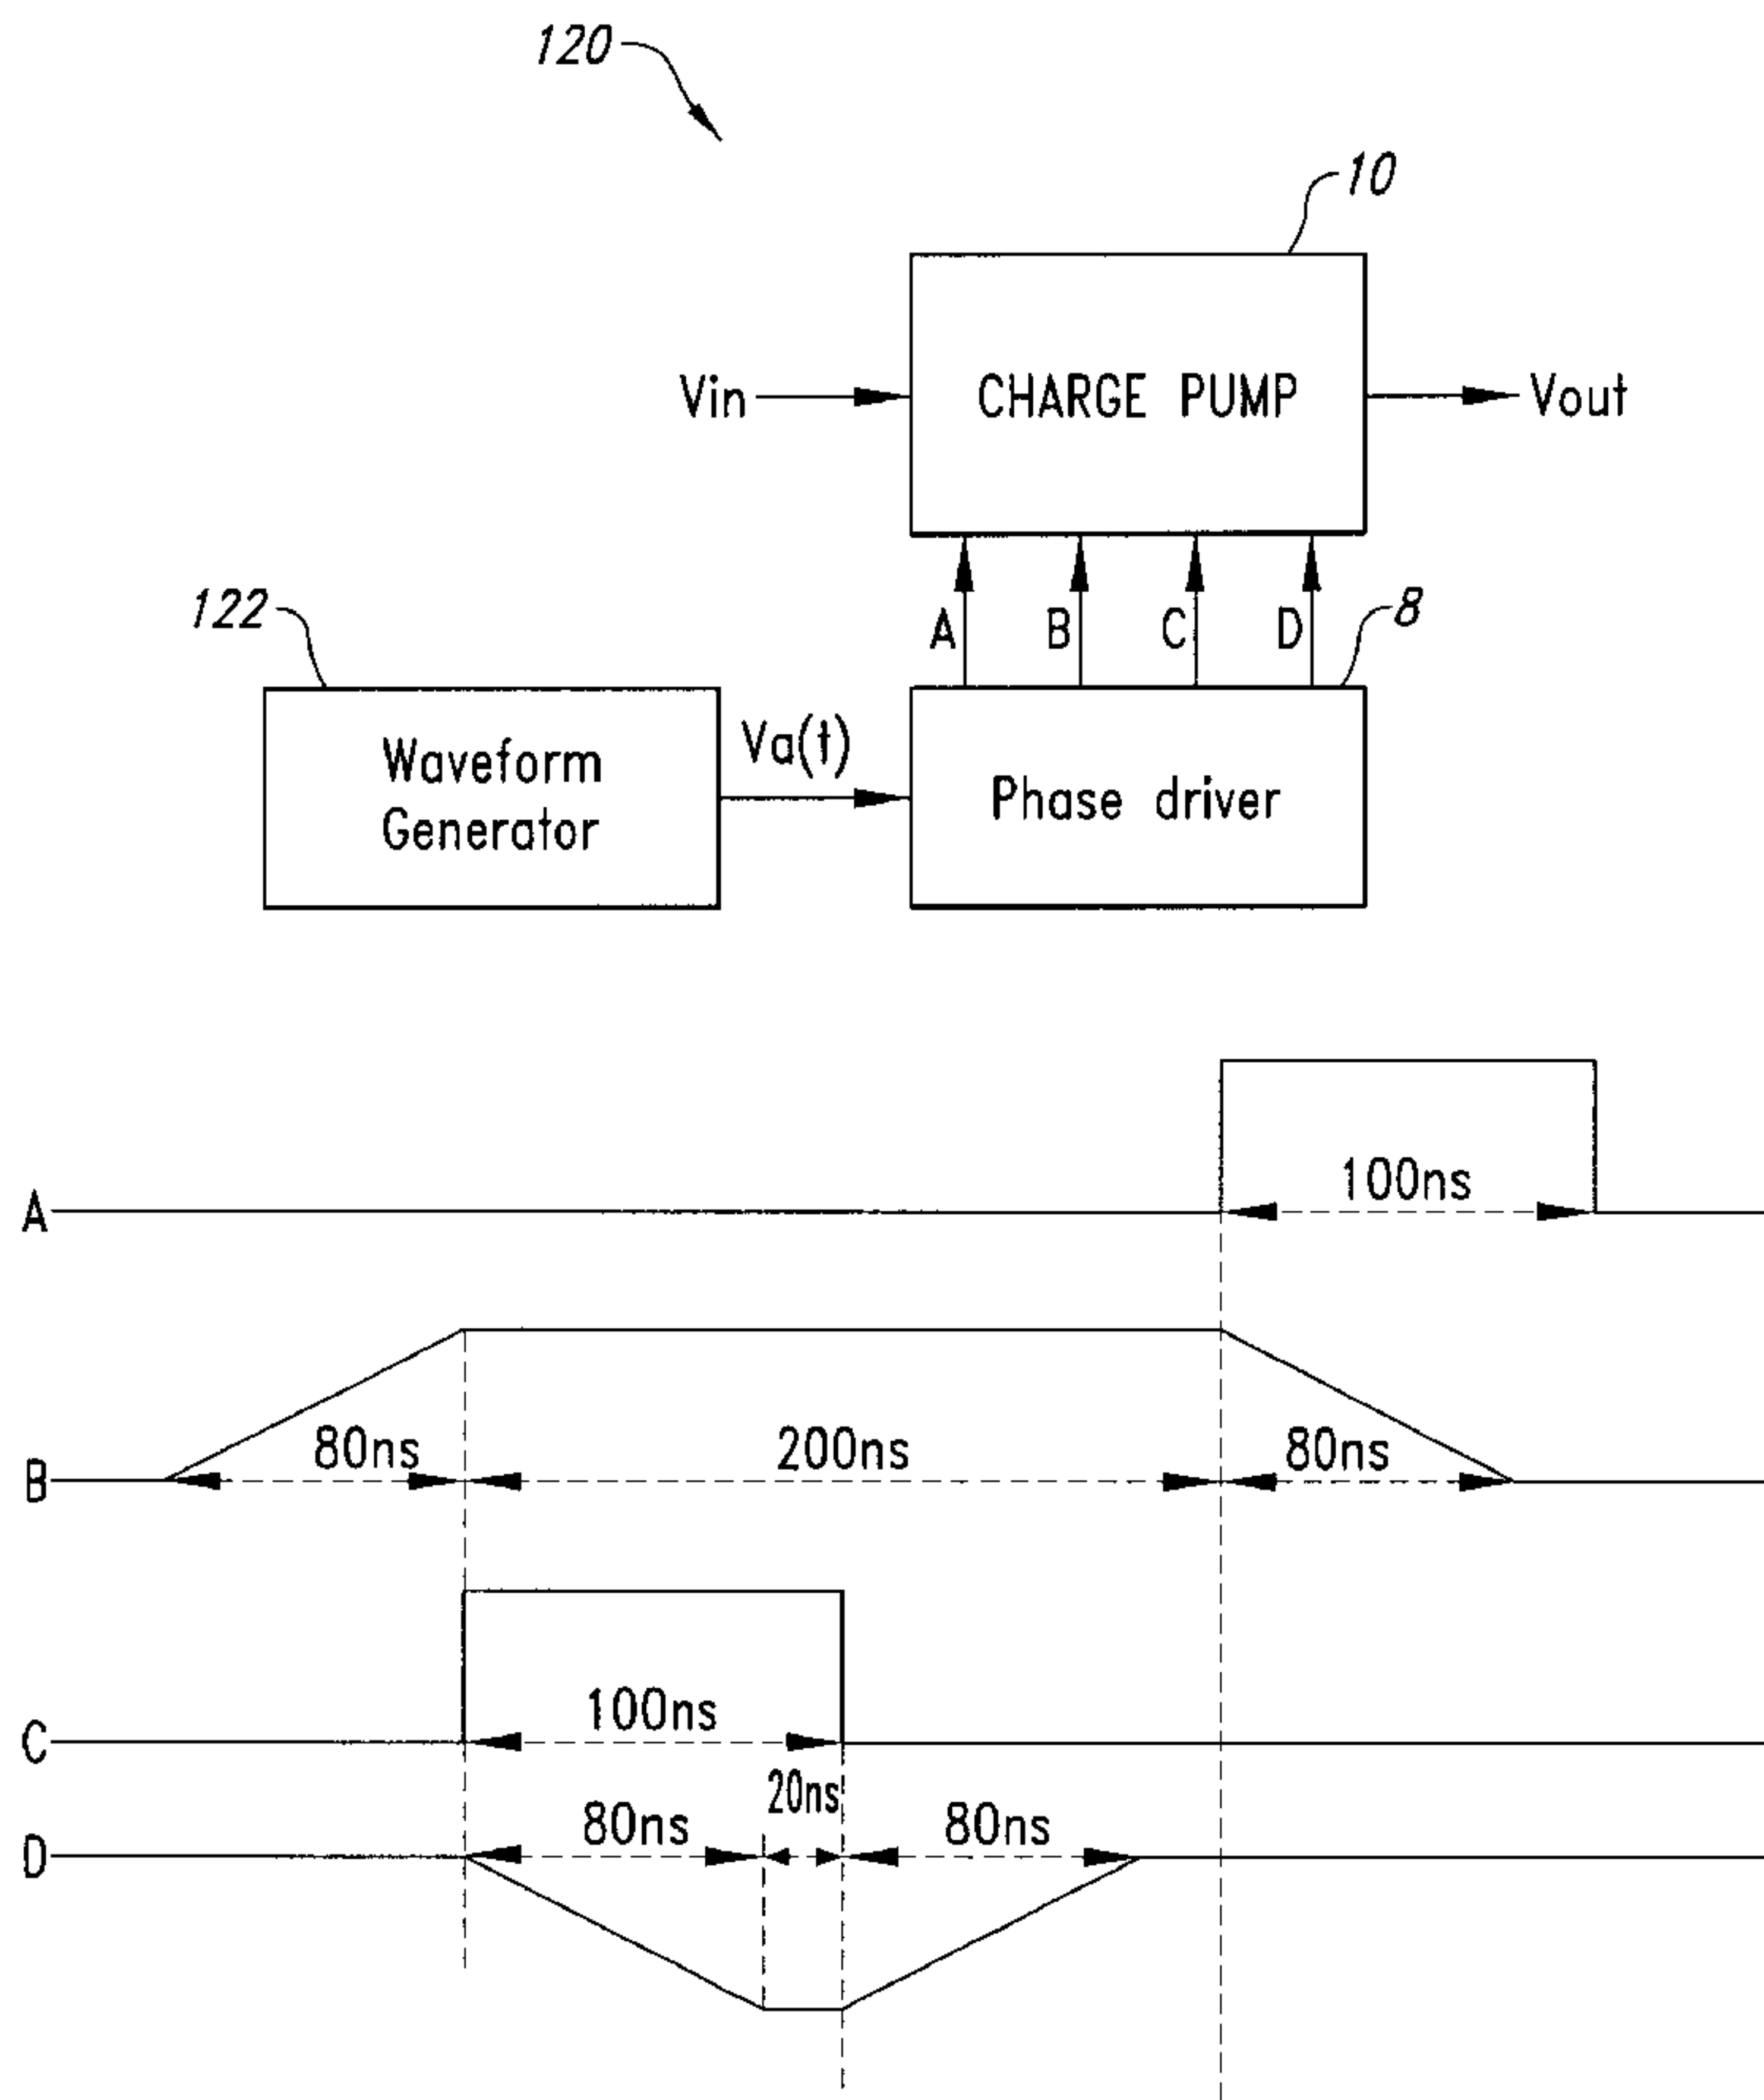 120
10
Vin
CHARGE PUMP
Vout
122
A
B
C
D
8
Waveform
Generator
Va(t)
Phase driver
100ns
A
80ns
200ns
80ns
B
100ns
C
20ns
80ns
80ns
D